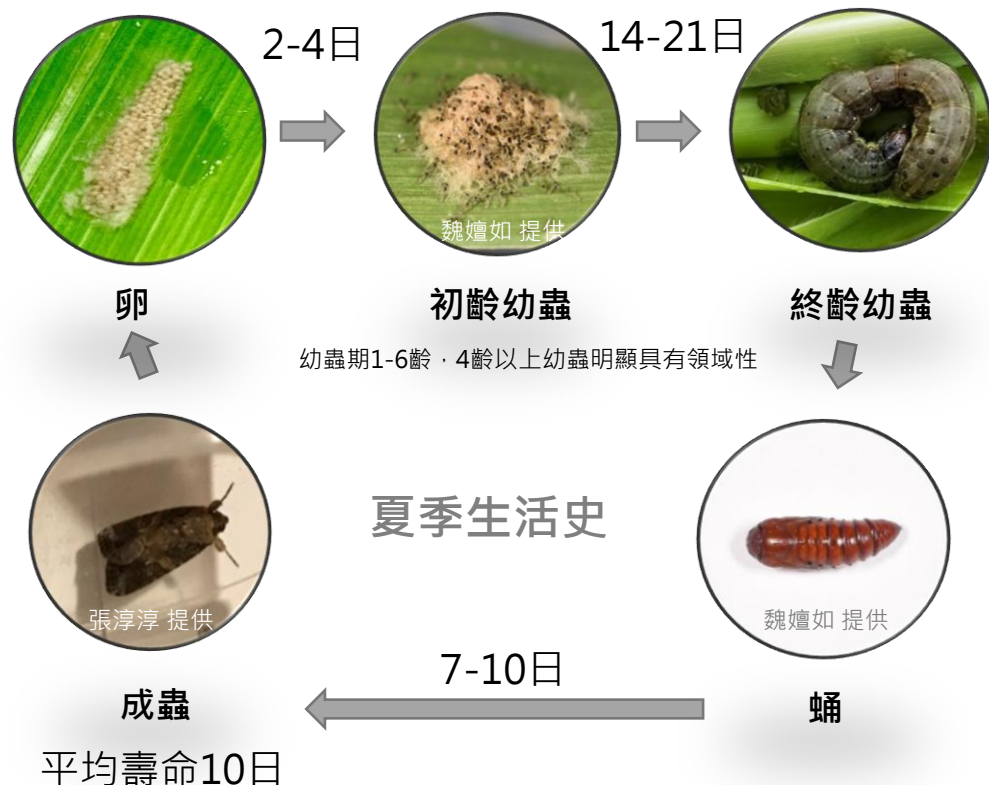 2-4日
14-21日
魏嬗如 提供
卵
初齡幼蟲
終齡幼蟲
幼蟲期1-6齡，4齡以上幼蟲明顯具有領域性
夏季生活史
張淳淳 提供
魏嬗如 提供
7-10日
成蟲
蛹
平均壽命10日